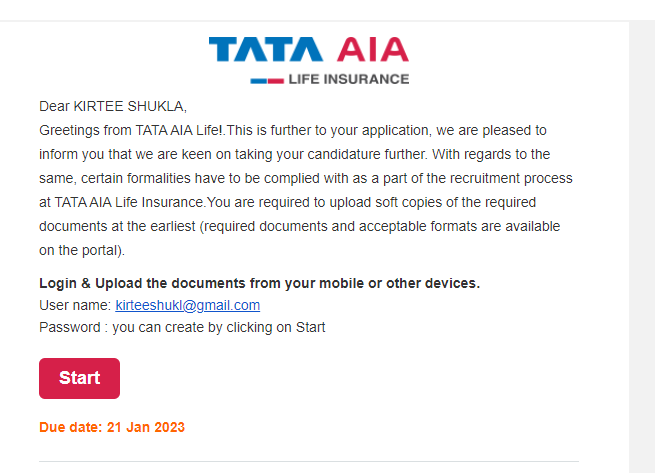 TATA AIA
LIFE INSURANCE
Dear KIRTEE SHUKLA,
Greetings from TATA AIA Life!.This is further to your application, we are pleased to
inform you that we are keen on taking your candidature further. With regards to the
same, certain formalities have to be complied with as a part of the recruitment process
at TATA AIA Life Insurance.You are required to upload soft copies of the required
documents at the earliest (required documents and acceptable formats are available
on the portal).
Login & Upload the documents from your mobile or other devices.
User name: kirteeshukl@gmail.com
Password : you can create by clicking on Start
Start
Due date: 21 Jan 2023